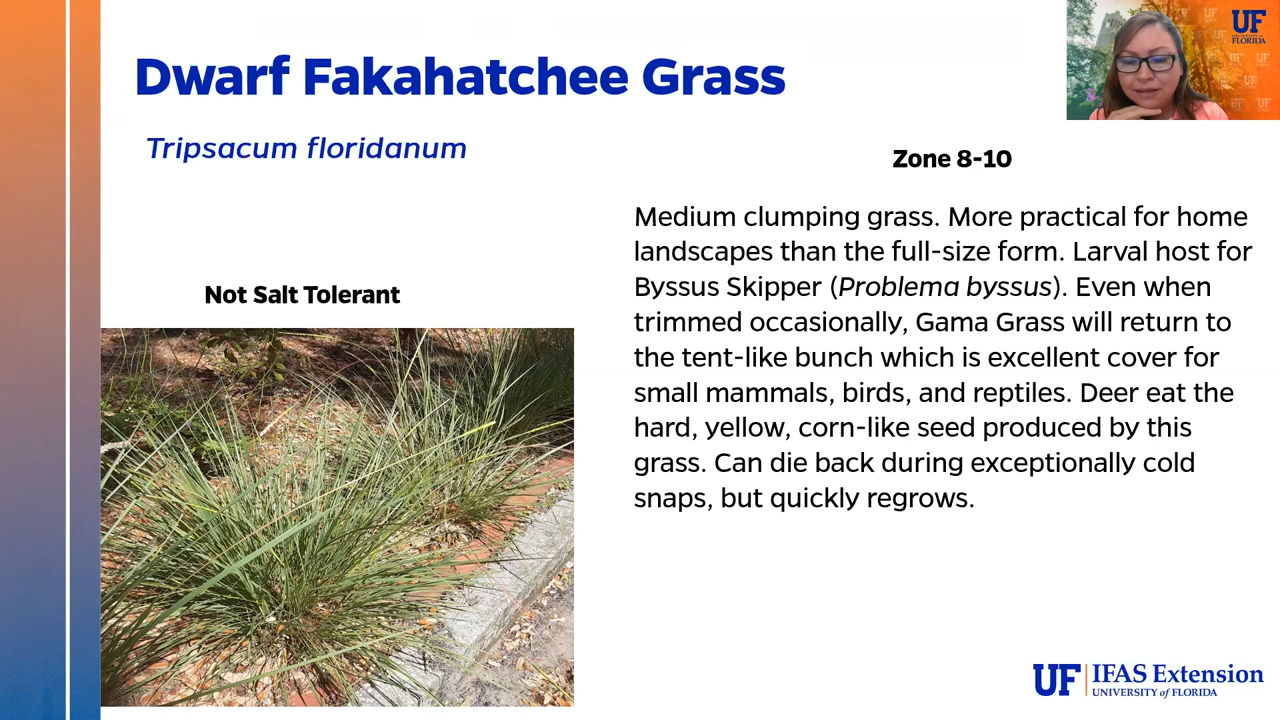 Dwarf Fakahatchee Grass
Tripsacum floridanum
Not Salt Tolerant
Zone 8-10
Medium clumping grass. More practical for home
landscapes than the full-size form. Larval host for
Byssus Skipper (Problema byssus). Even when
trimmed occasionally, Gama Grass will return to
the tent-like bunch which is excellent cover for
small mammals, birds, and reptiles. Deer eat the
hard, yellow, corn-like seed produced by this
grass. Can die back during exceptionally cold
snaps, but quickly regrows.
UF
UNIVERSITY of
FLORIDA
UF IFAS Extension
UNIVERSITY of FLORIDA